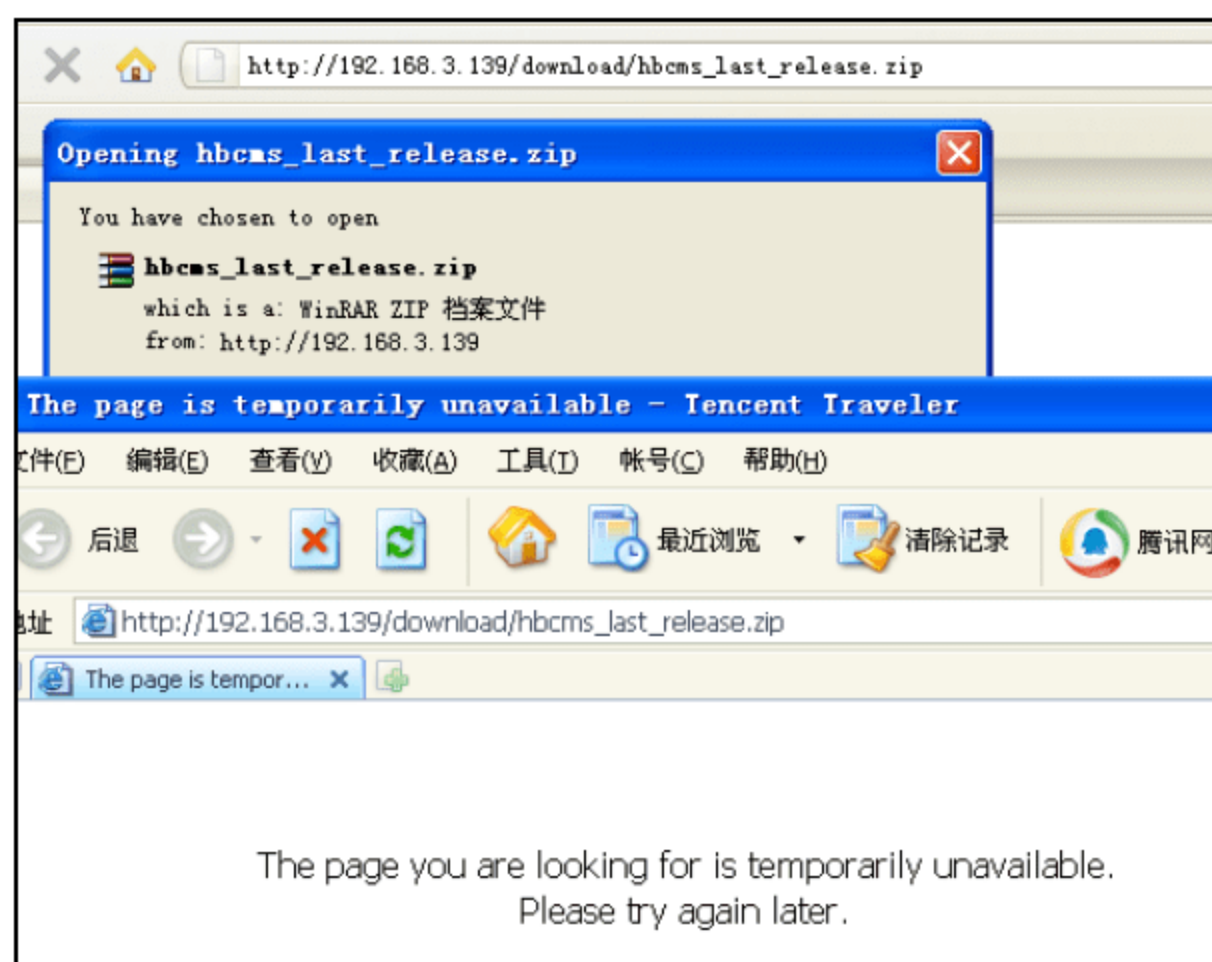 http://192.168.3.139/download/hbcms_last_release.zip
Opening hbcms_last_release.zip
You have chosen to open
hbcms_last_release.zip
which is a: WinRAR ZIP 档案文件
from: http://192.168.3.139
The page is temporarily unavailable - Tencent Traveler
文件(F) 编辑(E) 查看(V) 收藏(A) 工具(T) 帐号(C) 帮助(H)
后退 最近浏览 清除记录 腾讯网
地址 http://192.168.3.139/download/hbcms_last_release.zip
The page is tempor...
The page you are looking for is temporarily unavailable.
Please try again later.